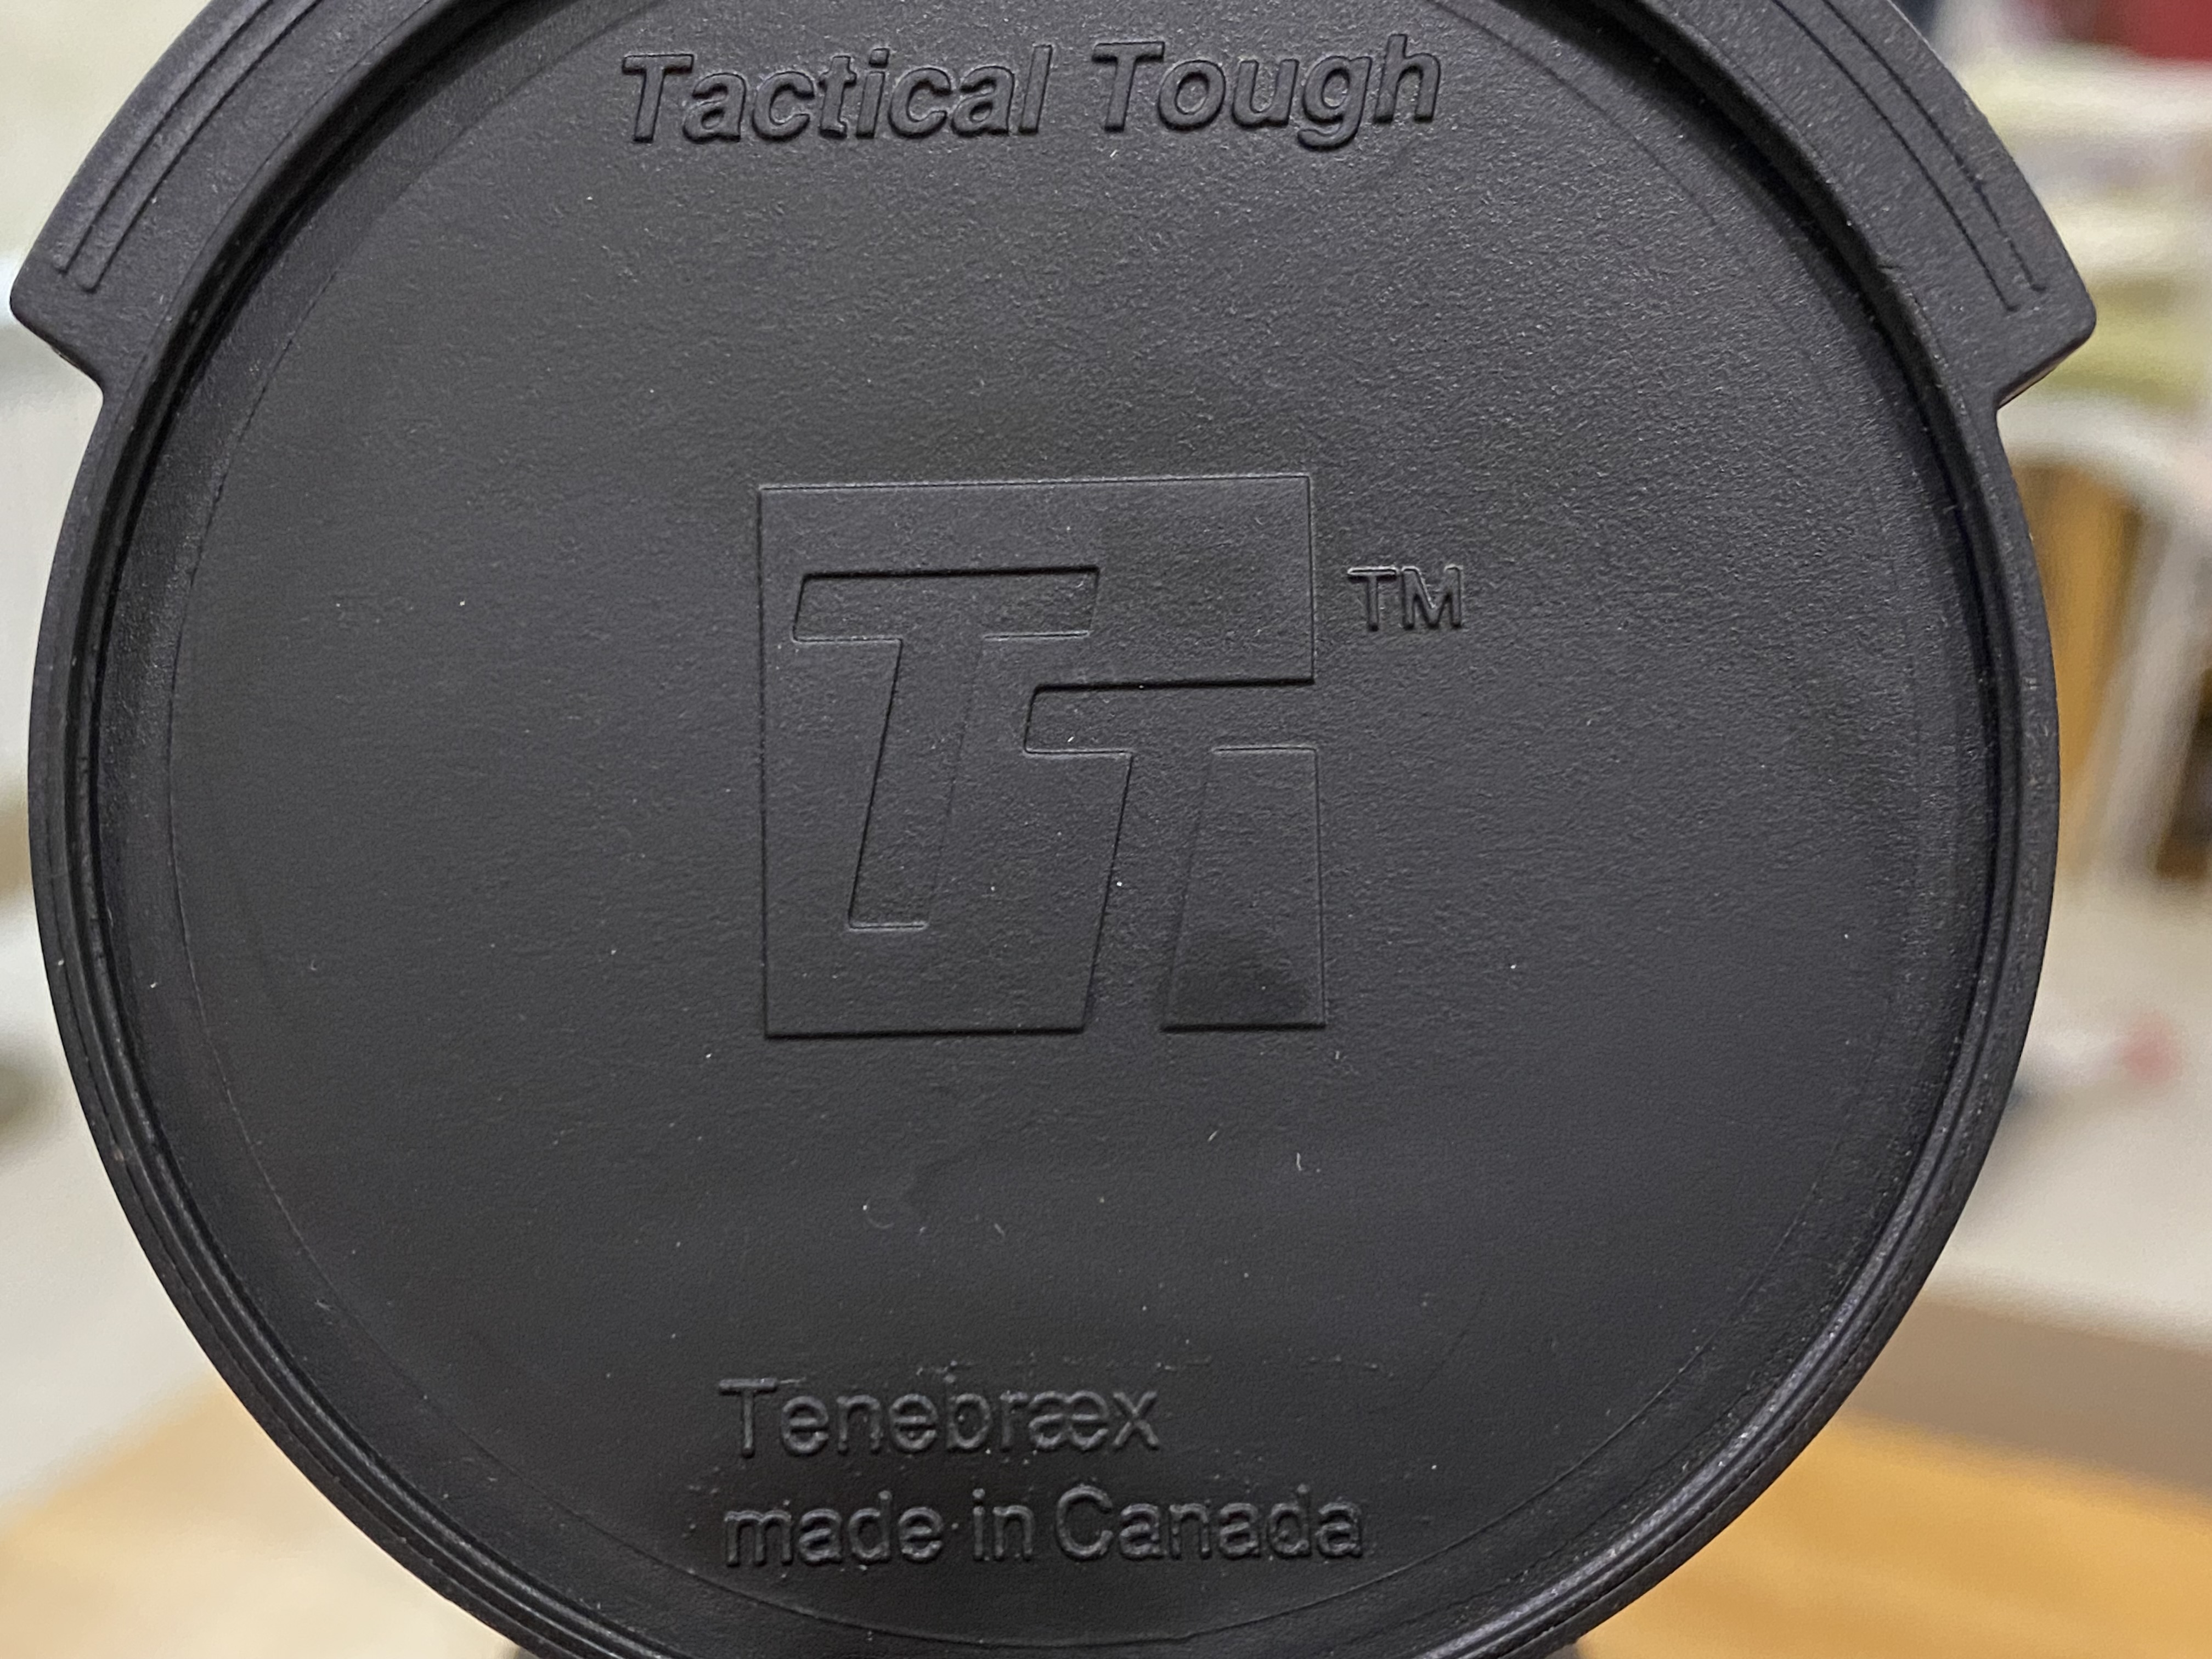 Tactical Tough
TT
TM
Tenebræx
made in Canada